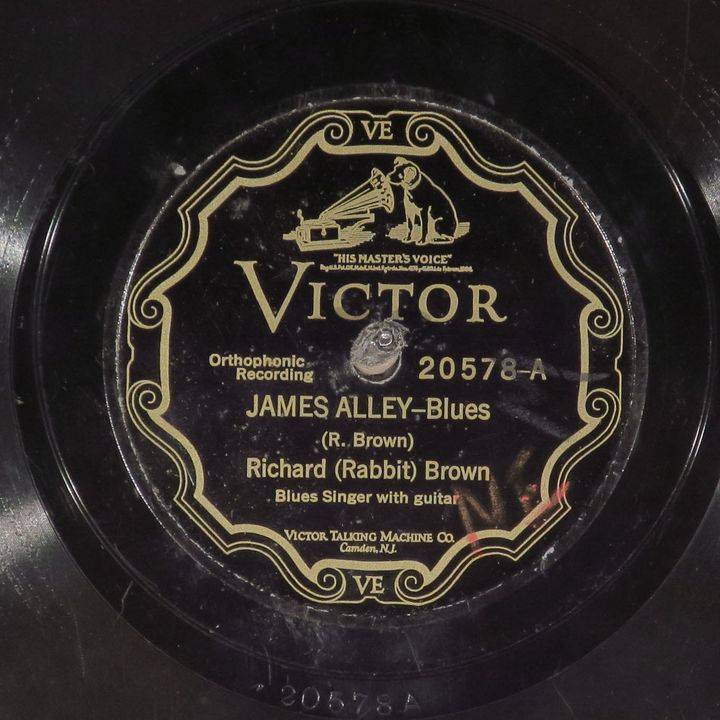 VE
"HIS MASTER'S VOICE"
VICTOR
Orthophonic
Recording
20578-A
JAMES ALLEY–Blues
(R. Brown)
Richard (Rabbit) Brown
Blues Singer with guitar
VICTOR TALKING MACHINE CO.
Camden, N.J.
VE
20578A